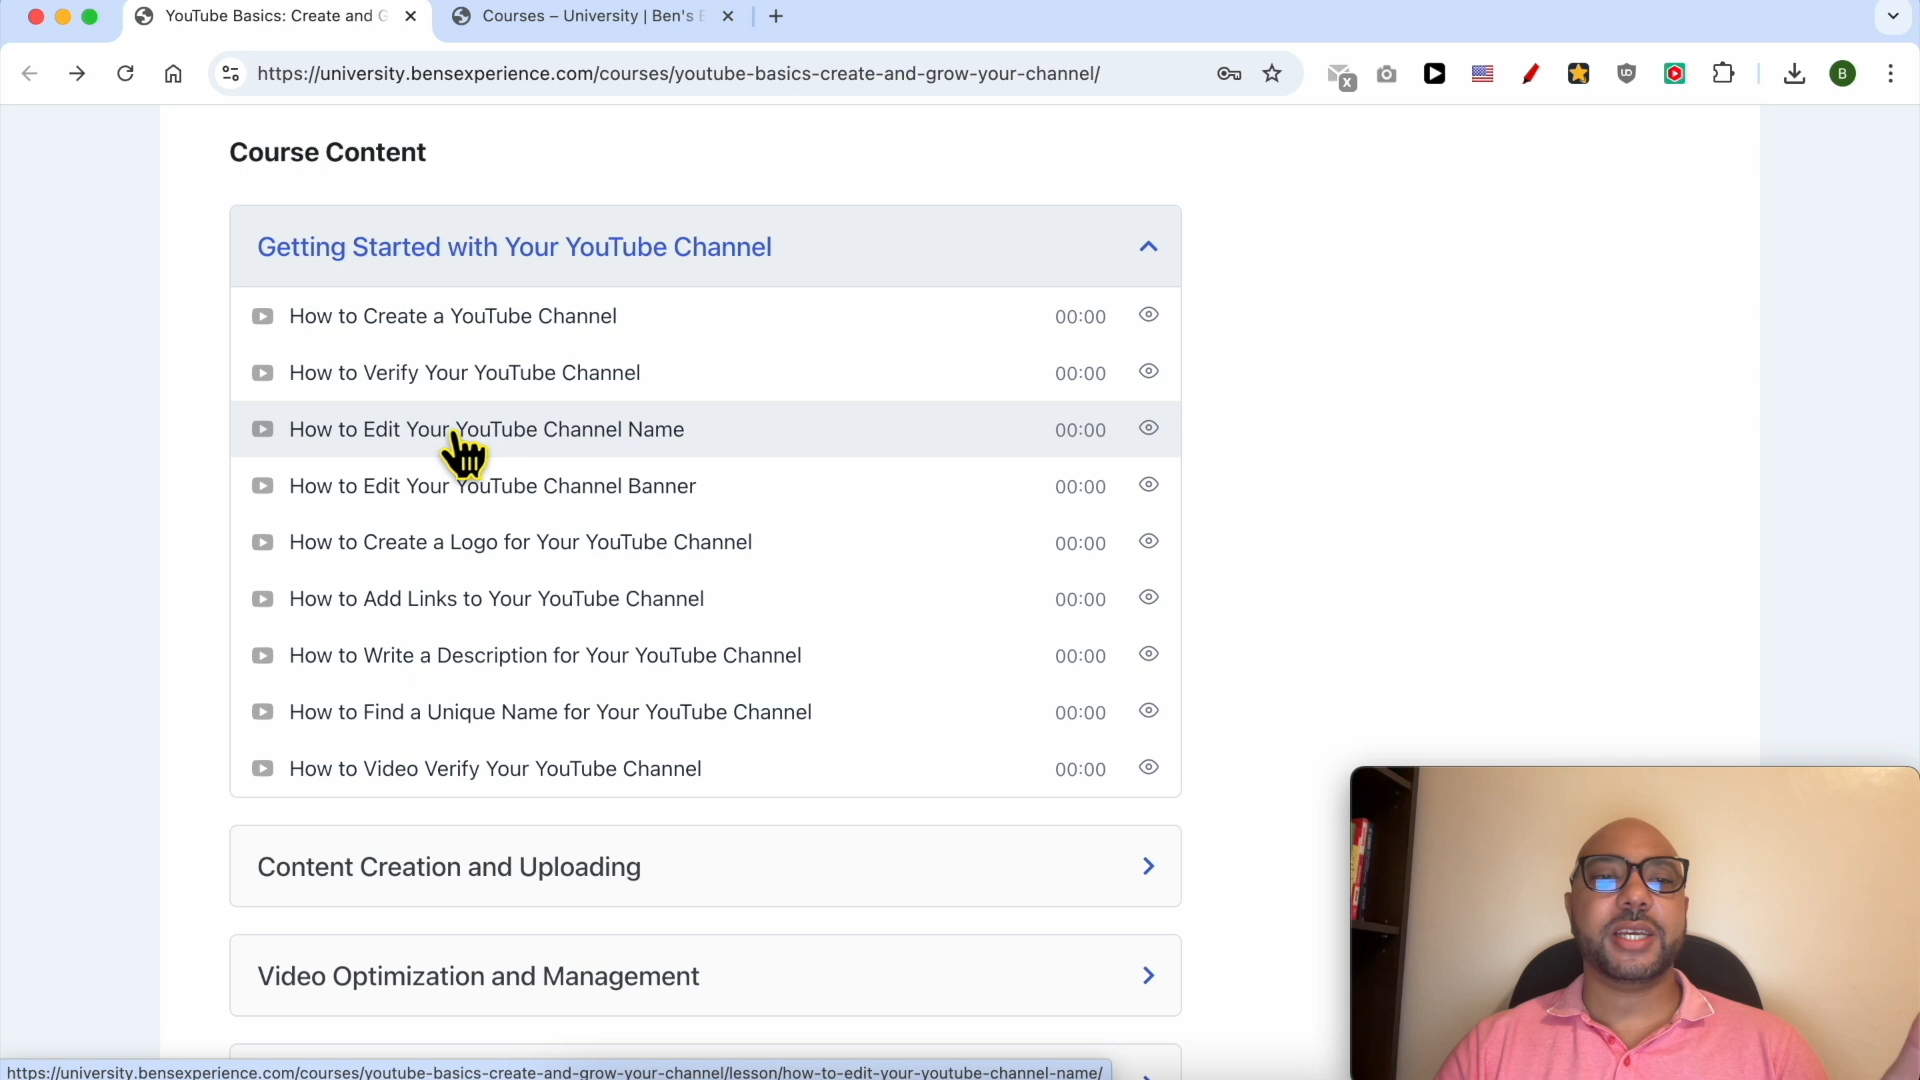 YouTube Basics: Create and G
Courses – University | Ben's E
https://university.bensexperience.com/courses/youtube-basics-create-and-grow-your-channel/
X
B
Course Content
Getting Started with Your YouTube Channel
How to Create a YouTube Channel 00:00
How to Verify Your YouTube Channel 00:00
How to Edit Your YouTube Channel Name 00:00
How to Edit Your YouTube Channel Banner 00:00
How to Create a Logo for Your YouTube Channel 00:00
How to Add Links to Your YouTube Channel 00:00
How to Write a Description for Your YouTube Channel 00:00
How to Find a Unique Name for Your YouTube Channel 00:00
How to Video Verify Your YouTube Channel 00:00
Content Creation and Uploading
Video Optimization and Management
https://university.bensexperience.com/courses/youtube-basics-create-and-grow-your-channel/lesson/how-to-edit-your-youtube-channel-name/